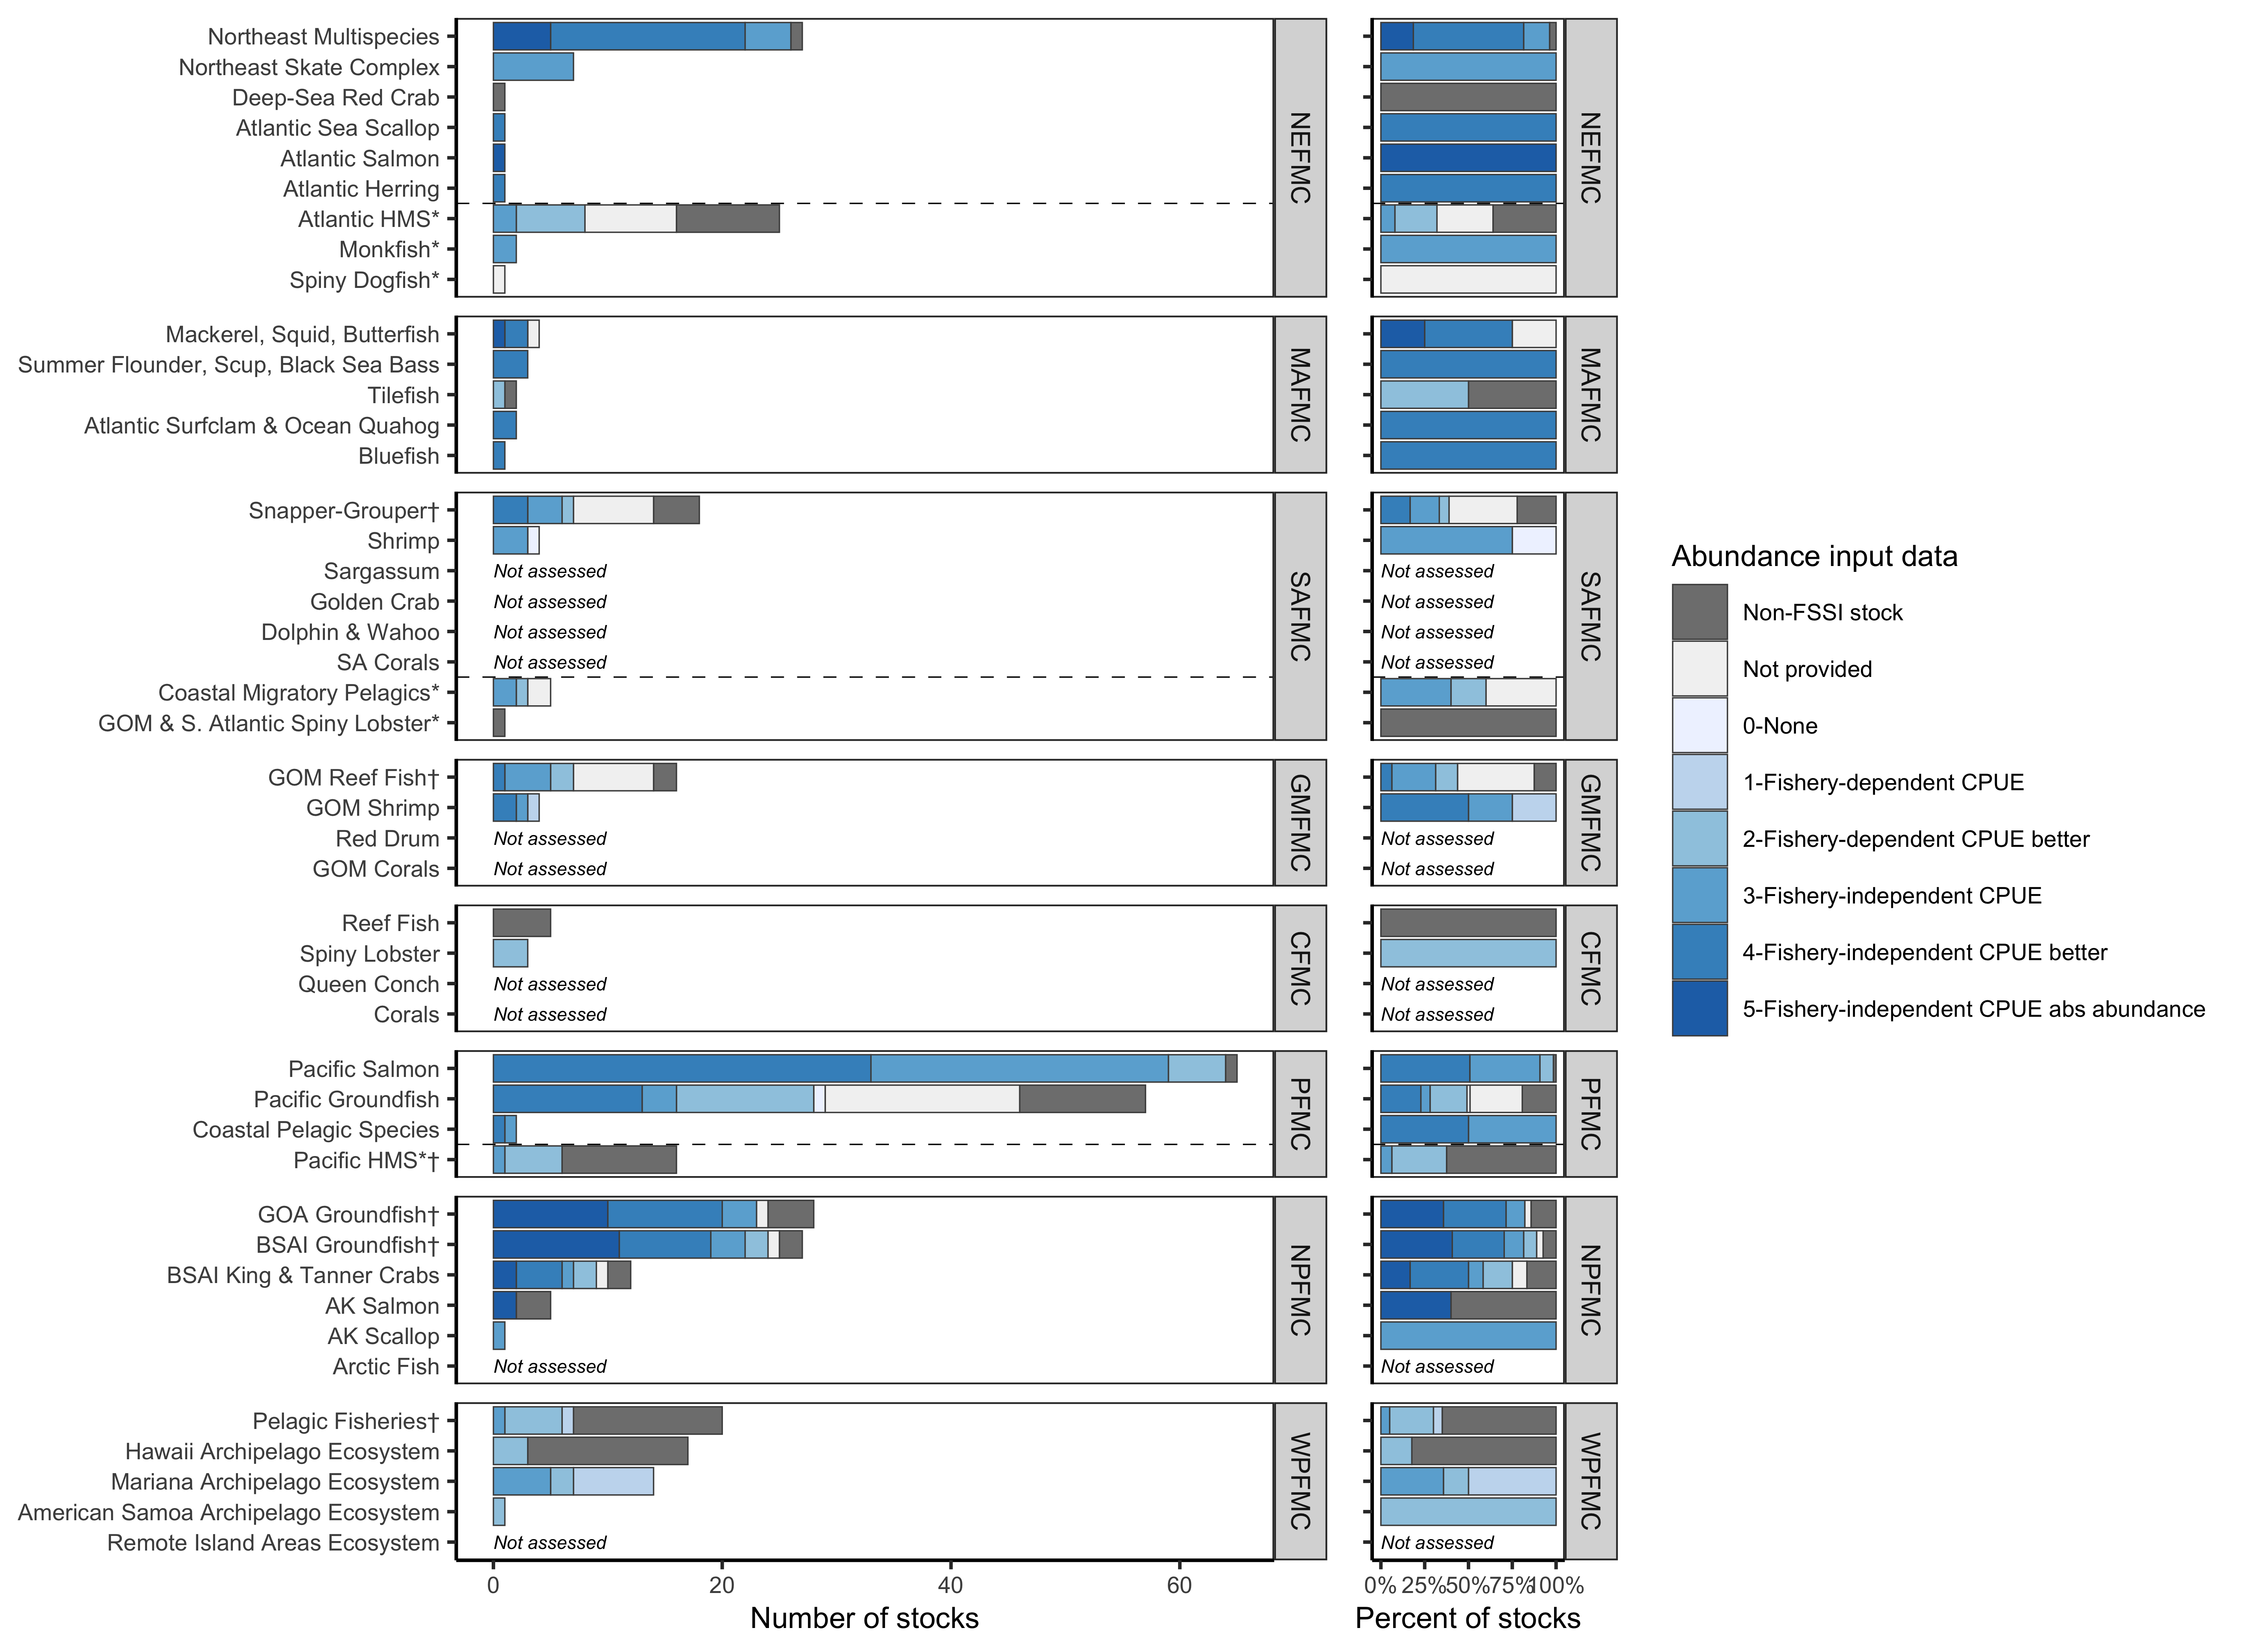 Northeast Multispecies
Northeast Skate Complex
Deep-Sea Red Crab
Atlantic Sea Scallop
Atlantic Salmon
Atlantic Herring
Atlantic HMS*
Monkfish*
Spiny Dogfish*
NEFMC
NEFMC
Mackerel, Squid, Butterfish
Summer Flounder, Scup, Black Sea Bass
Tilefish
Atlantic Surfclam & Ocean Quahog
Bluefish
MAFMC
MAFMC
Snapper-Grouper†
Shrimp
Sargassum Not assessed Not assessed
Golden Crab Not assessed Not assessed
Dolphin & Wahoo Not assessed Not assessed
SA Corals Not assessed Not assessed
Coastal Migratory Pelagics*
GOM & S. Atlantic Spiny Lobster*
SAFMC
SAFMC
GOM Reef Fish†
GOM Shrimp
Red Drum Not assessed Not assessed
GOM Corals Not assessed Not assessed
GMFMC
GMFMC
Reef Fish
Spiny Lobster
Queen Conch Not assessed Not assessed
Corals Not assessed Not assessed
CFMC
CFMC
Pacific Salmon
Pacific Groundfish
Coastal Pelagic Species
Pacific HMS*†
PFMC
PFMC
GOA Groundfish†
BSAI Groundfish†
BSAI King & Tanner Crabs
AK Salmon
AK Scallop
Arctic Fish Not assessed Not assessed
NPFMC
NPFMC
Pelagic Fisheries†
Hawaii Archipelago Ecosystem
Mariana Archipelago Ecosystem
American Samoa Archipelago Ecosystem
Remote Island Areas Ecosystem Not assessed Not assessed
WPFMC
WPFMC
0 20 40 60
Number of stocks
0% 25% 50% 75% 100%
Percent of stocks
Abundance input data
Non-FSSI stock
Not provided
0-None
1-Fishery-dependent CPUE
2-Fishery-dependent CPUE better
3-Fishery-independent CPUE
4-Fishery-independent CPUE better
5-Fishery-independent CPUE abs abundance